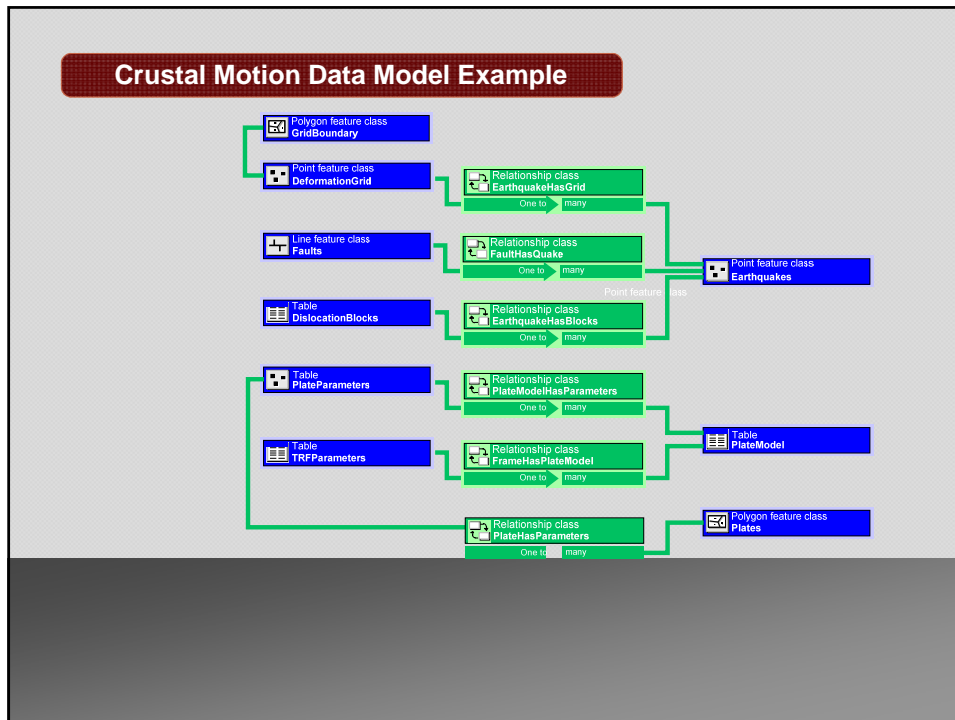 Crustal Motion Data Model Example
Polygon feature class
GridBoundary
Point feature class
DeformationGrid
Relationship class
EarthquakeHasGrid
One to many
Line feature class
Faults
Relationship class
FaultHasQuake
One to many
Point feature class
Earthquakes
Point feature class
Table
DislocationBlocks
Relationship class
EarthquakeHasBlocks
One to many
Table
PlateParameters
Relationship class
PlateModelHasParameters
One to many
Table
PlateModel
Table
TRFParameters
Relationship class
FrameHasPlateModel
One to many
Relationship class
PlateHasParameters
One to many
Polygon feature class
Plates